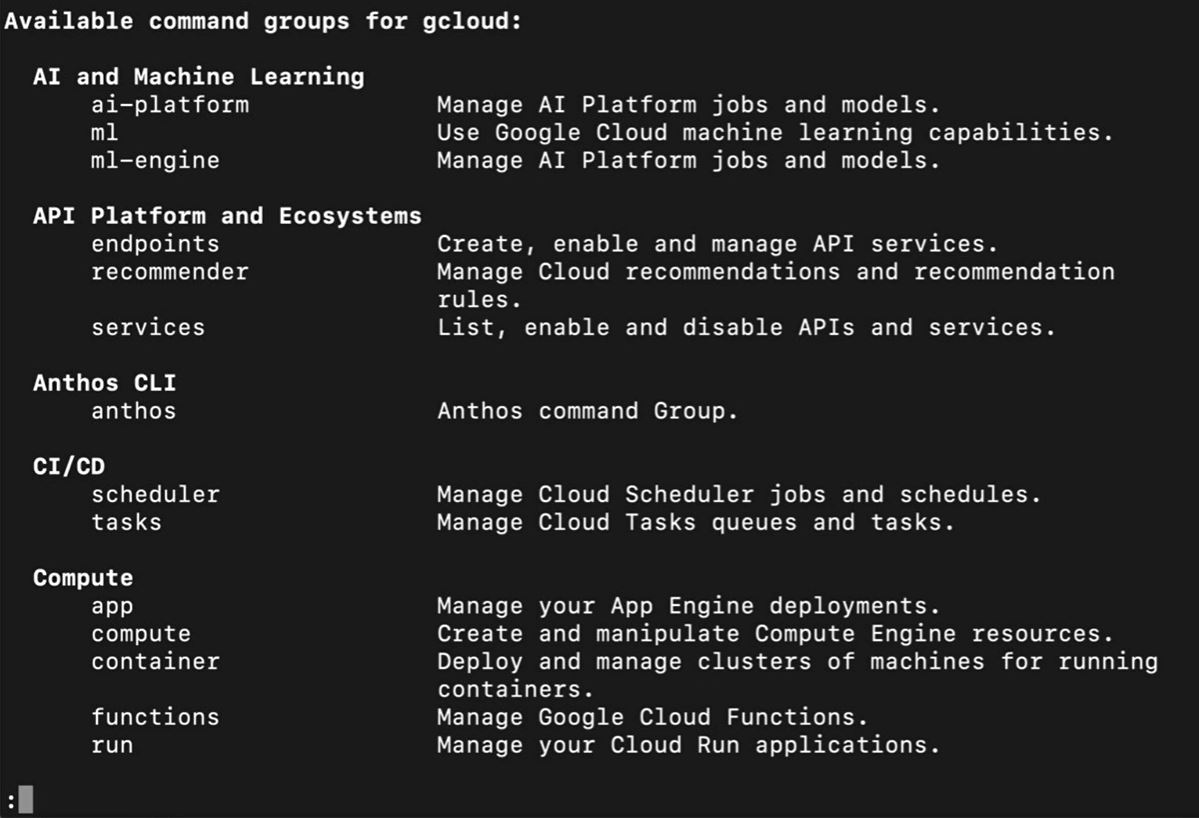 Available command groups for gcloud:
AI and Machine Learning
ai-platform Manage AI Platform jobs and models.
ml Use Google Cloud machine learning capabilities.
ml-engine Manage AI Platform jobs and models.
API Platform and Ecosystems
endpoints Create, enable and manage API services.
recommender Manage Cloud recommendations and recommendation
rules.
services List, enable and disable APIs and services.
Anthos CLI
anthos Anthos command Group.
CI/CD
scheduler Manage Cloud Scheduler jobs and schedules.
tasks Manage Cloud Tasks queues and tasks.
Compute
app Manage your App Engine deployments.
compute Create and manipulate Compute Engine resources.
container Deploy and manage clusters of machines for running
containers.
functions Manage Google Cloud Functions.
run Manage your Cloud Run applications.
: